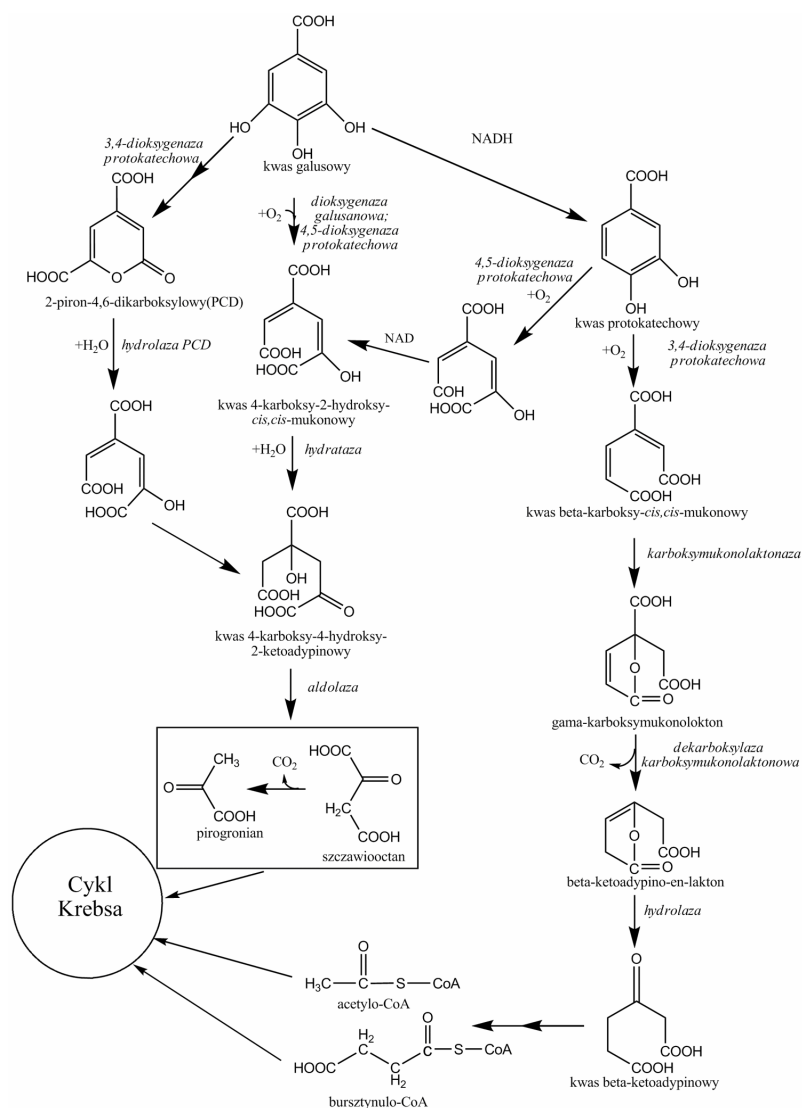 COOH
HO
OH
OH
kwas galusowy
3,4-dioksygenaza
protokatechowa
NADH
COOH
HOOC
O
O
2-piron-4,6-dikarboksylowy(PCD)
+O2
dioksygenaza
galusanowa;
4,5-dioksygenaza
protokatechowa
COOH
OH
OH
kwas protokatechowy
4,5-dioksygenaza
protokatechowa
+O2
COOH
COOH
HOOC
OH
kwas 4-karboksy-2-hydroksy-
cis,cis-mukonowy
NAD
COOH
COH
HOOC
OH
+O2
3,4-dioksygenaza
protokatechowa
+H2O
hydrolaza PCD
COOH
COOH
HOOC
OH
+H2O
hydrataza
COOH
COOH
COOH
kwas beta-karboksy-cis,cis-mukonowy
COOH
OH
COOH
HOOC
O
kwas 4-karboksy-4-hydroksy-
2-ketoadypinowy
karboksymukonolaktonaza
COOH
O
COOH
C
O
gama-karboksymukonolokton
aldolaza
CO2
dekarboksylaza
karboksymukonolaktonowa
CH3
O
COOH
pirogronian
CO2
HOOC
O
H2C
COOH
szczawiooctan
O
COOH
C
O
beta-ketoadypino-en-lakton
Cykl
Krebsa
hydrolaza
O
H3C
C
S
CoA
acetylo-CoA
O
COOH
COOH
kwas beta-ketoadypinowy
HOOC
H2
C
C
H2
O
C
S
CoA
bursztynulo-CoA